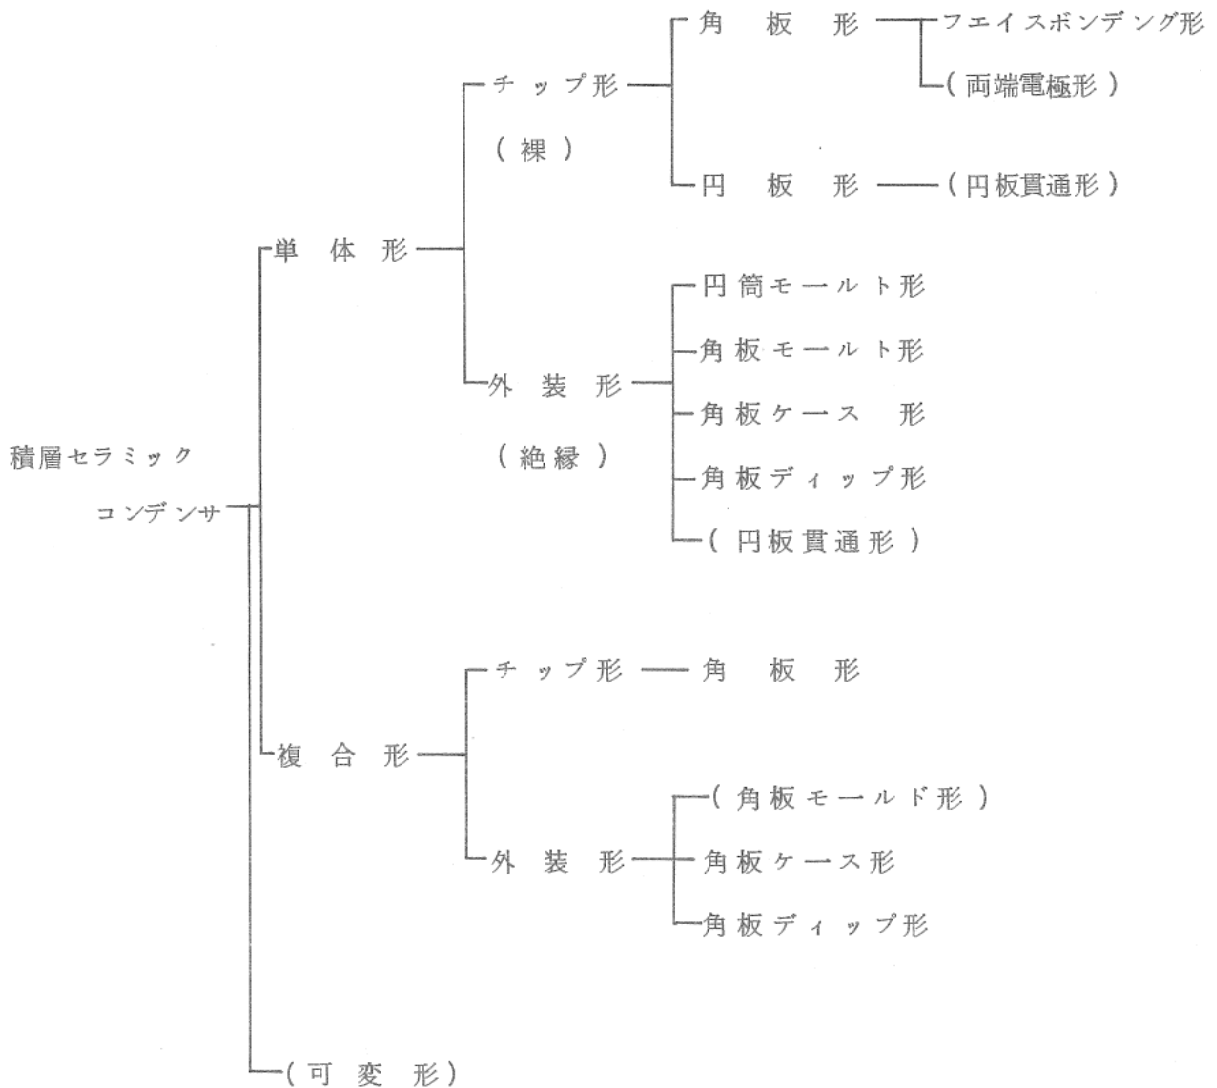 角板形
フエイスボンデング形
チップ形
(両端電極形)
(裸)
円板形
(円板貫通形)
単体形
円筒モールト形
角板モールト形
外装形
角板ケース形
積層セラミック
(絶縁)
角板ディップ形
コンデンサ
(円板貫通形)
チップ形
角板形
複合形
(角板モールド形)
外装形
角板ケース形
角板ディップ形
(可変形)